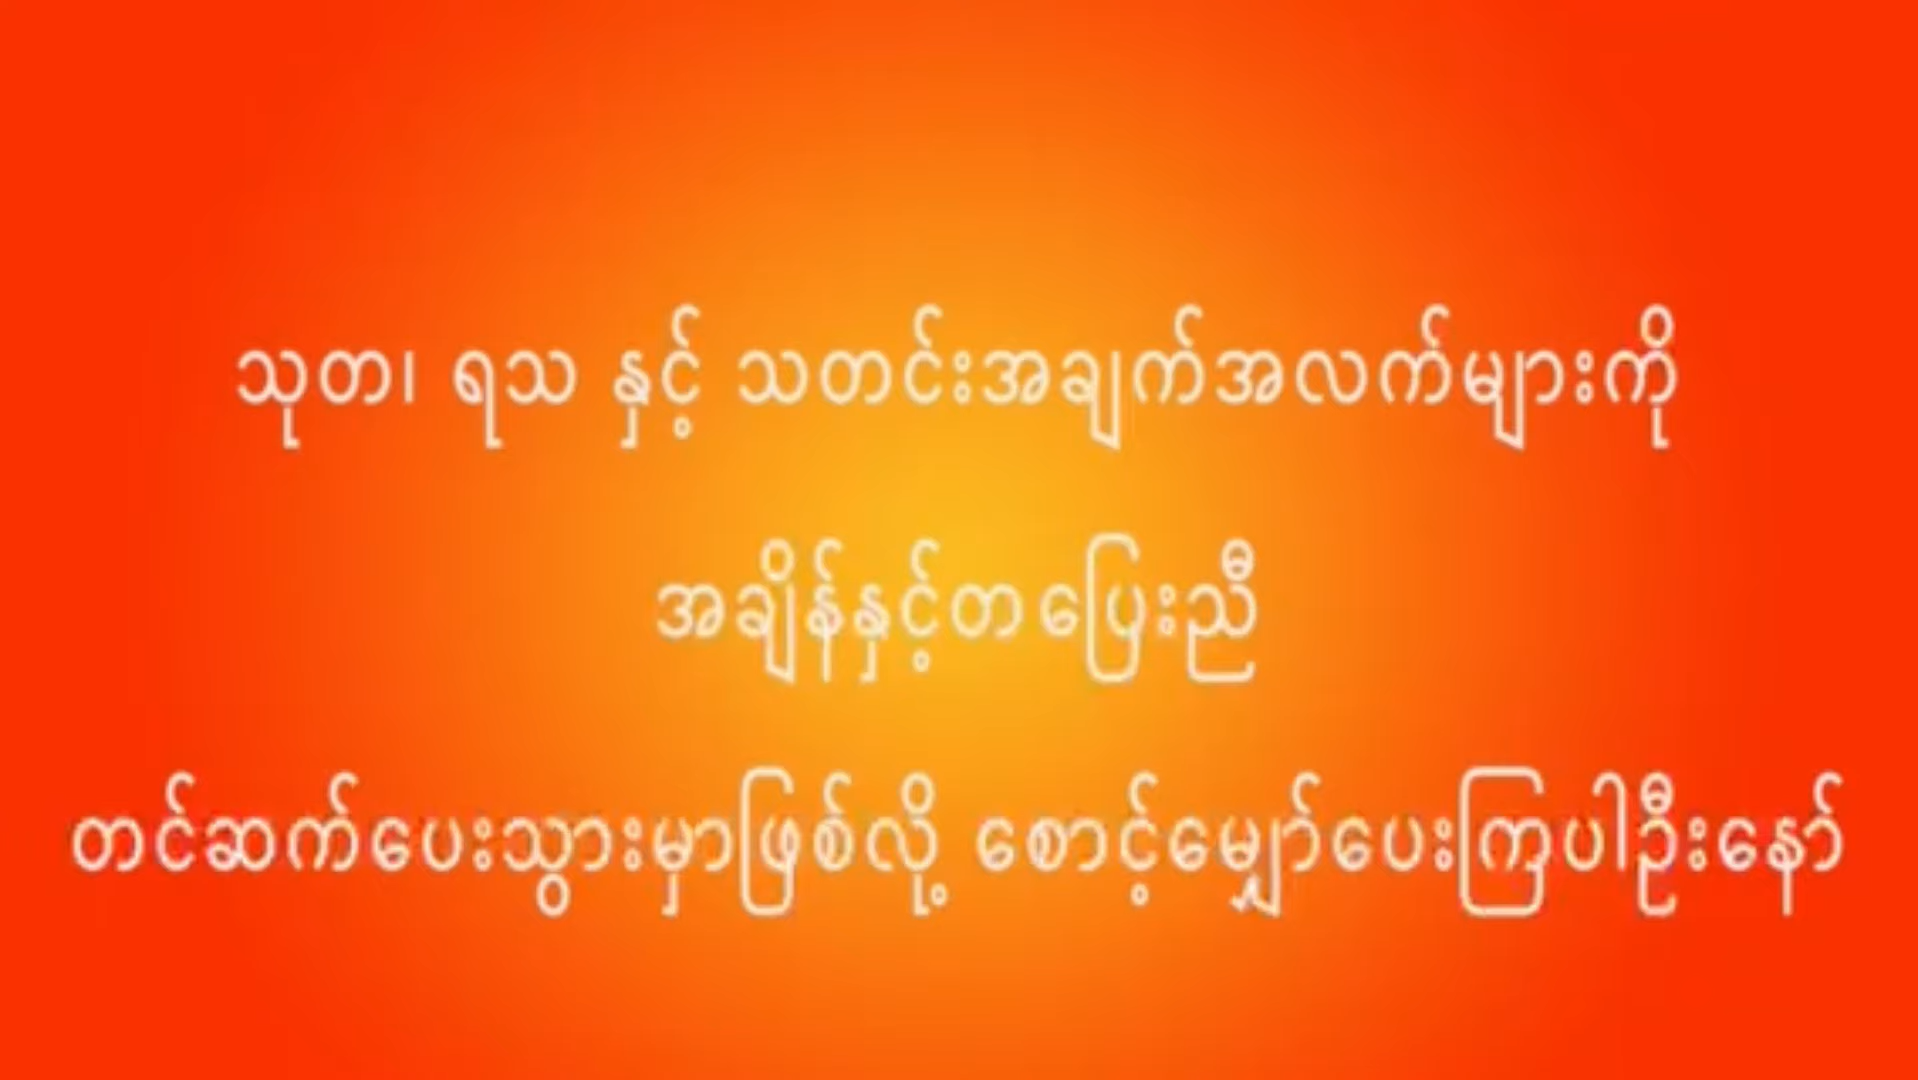 သုတ၊ ရသ နှင့် သတင်းအချက်အလက်များကို
အချိန်နှင့်တပြေးညီ
တင်ဆက်ပေးသွားမှာဖြစ်လို့ စောင့်မျှော်ပေးကြပါဦးနော်